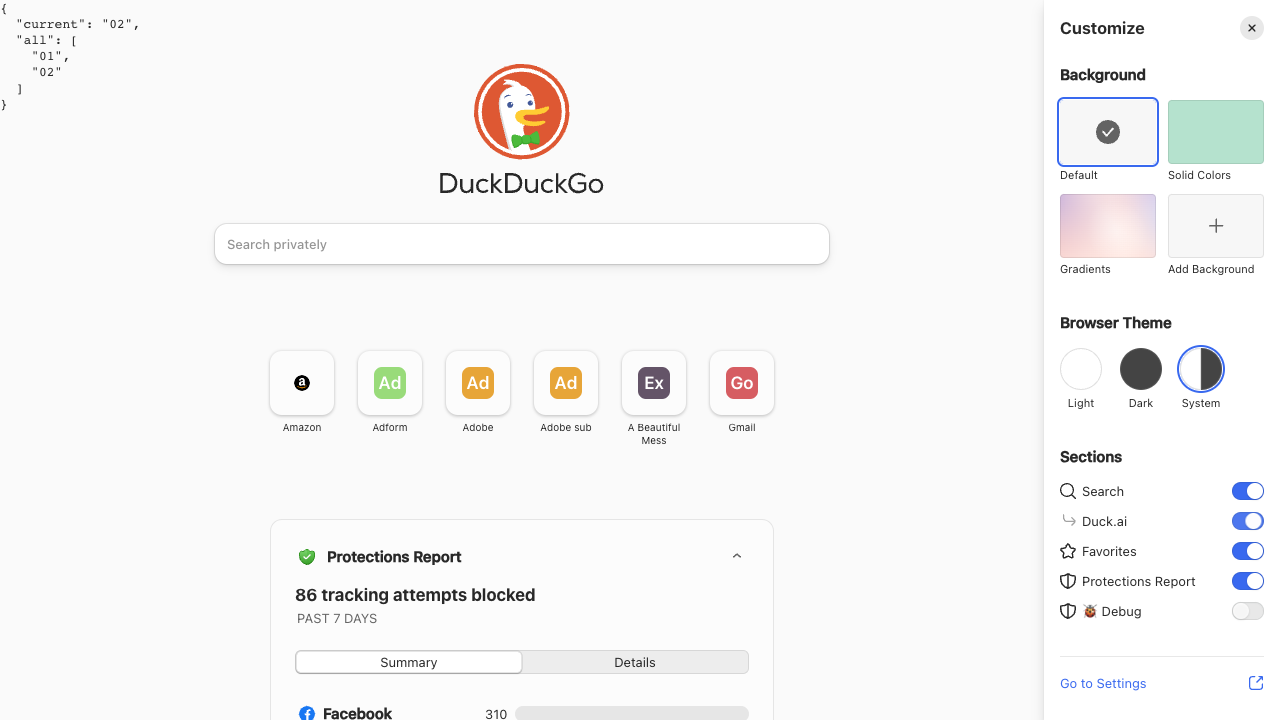 {
"current": "02",
"all": [
"01",
"02"
]
}
DuckDuckGo
Search privately
a
Ad
Ad
Ad
Ex
Go
Amazon
Adform
Adobe
Adobe sub
A Beautiful
Mess
Gmail
Protections Report
86 tracking attempts blocked
PAST 7 DAYS
Summary
Details
Facebook
310
Customize
Background
Default
Solid Colors
Gradients
Add Background
Browser Theme
Light
Dark
System
Sections
Search
Duck.ai
Favorites
Protections Report
Debug
Go to Settings